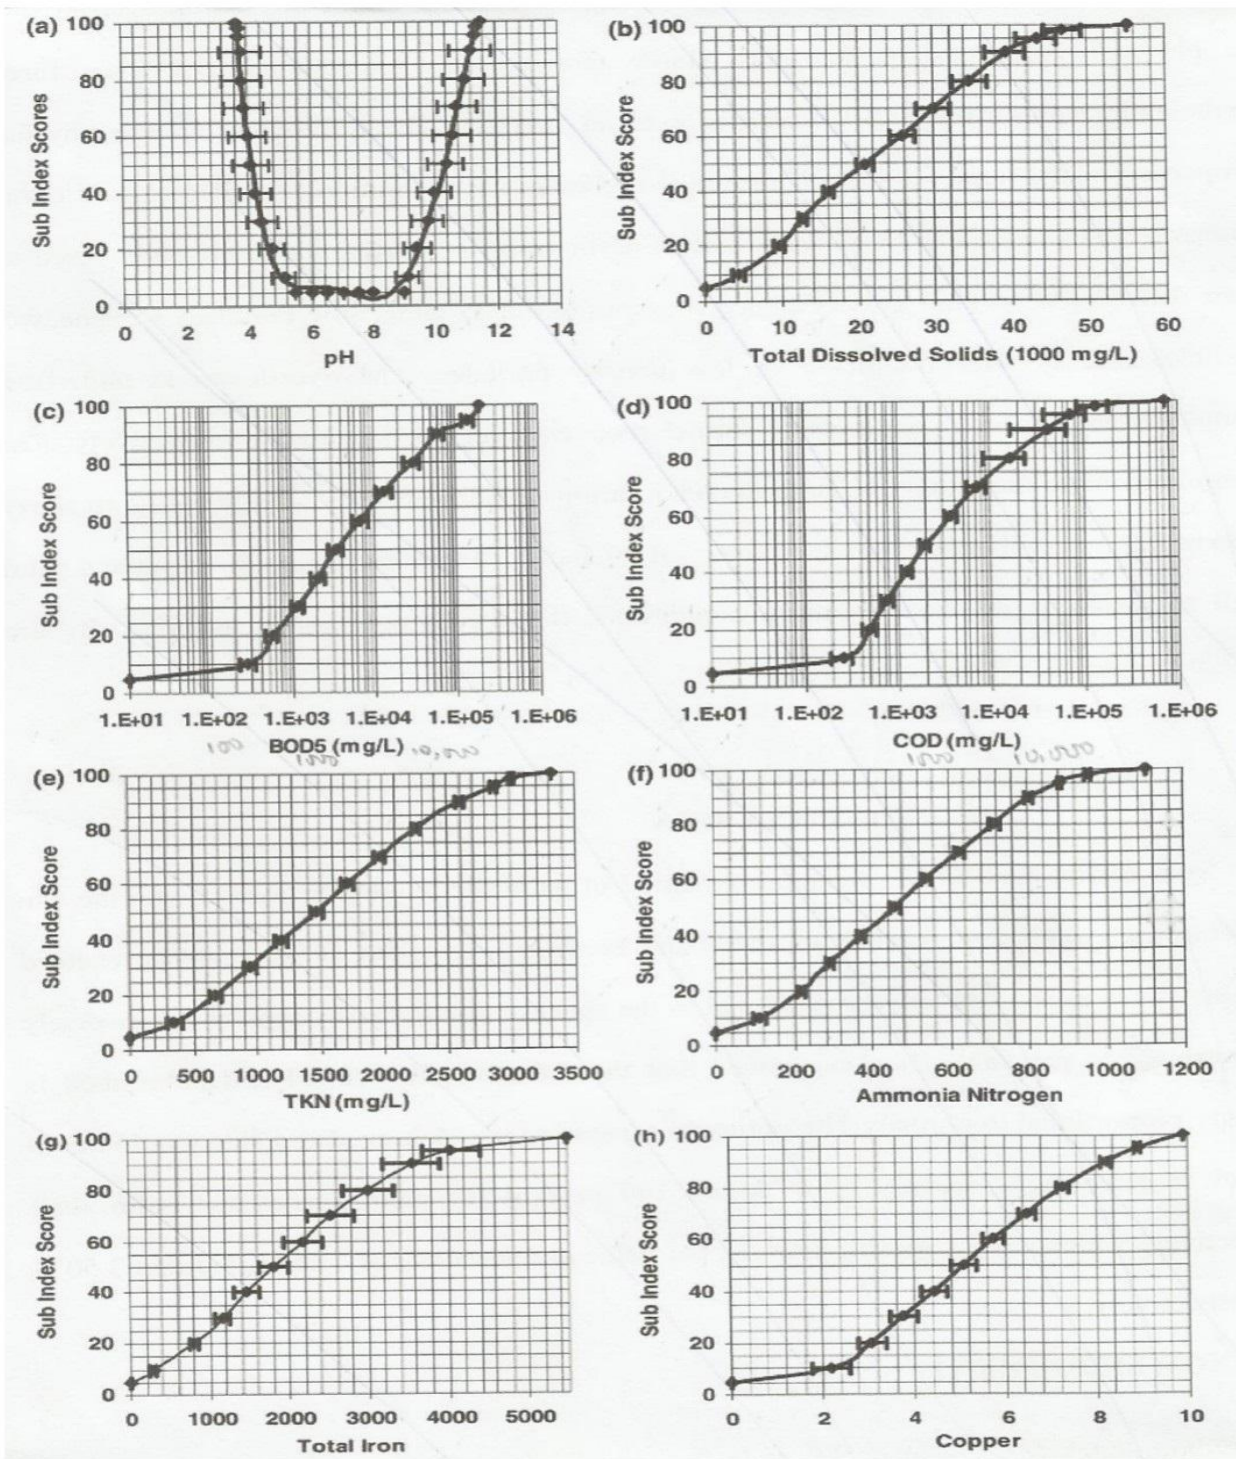 (a)
100
80
60
40
20
0
Sub Index Scores
0 2 4 6 8 10 12 14
pH
(b)
100
80
60
40
20
0
Sub Index Score
0 10 20 30 40 50 60
Total Dissolved Solids (1000 mg/L)
(c)
100
80
60
40
20
0
Sub Index Score
1.E+01 1.E+02 1.E+03 1.E+04 1.E+05 1.E+06
BOD5 (mg/L)
(d)
100
80
60
40
20
0
Sub Index Score
1.E+01 1.E+02 1.E+03 1.E+04 1.E+05 1.E+06
COD (mg/L)
(e)
100
80
60
40
20
0
Sub Index Score
0 500 1000 1500 2000 2500 3000 3500
TKN (mg/L)
(f)
100
80
60
40
20
0
Sub Index Score
0 200 400 600 800 1000 1200
Ammonia Nitrogen
(g)
100
80
60
40
20
0
Sub Index Score
0 1000 2000 3000 4000 5000
Total Iron
(h)
100
80
60
40
20
0
Sub Index Score
0 2 4 6 8 10
Copper